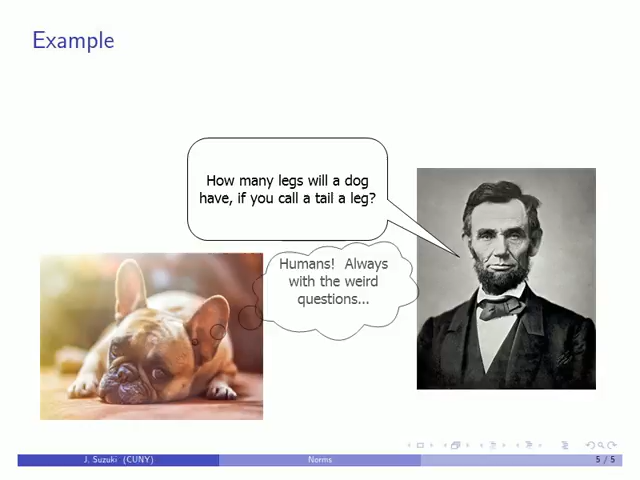 Example
How many legs will a dog
have, if you call a tail a leg?
Humans! Always
with the weird
questions...
J. Suzuki (CUNY)
Norms
5 / 5